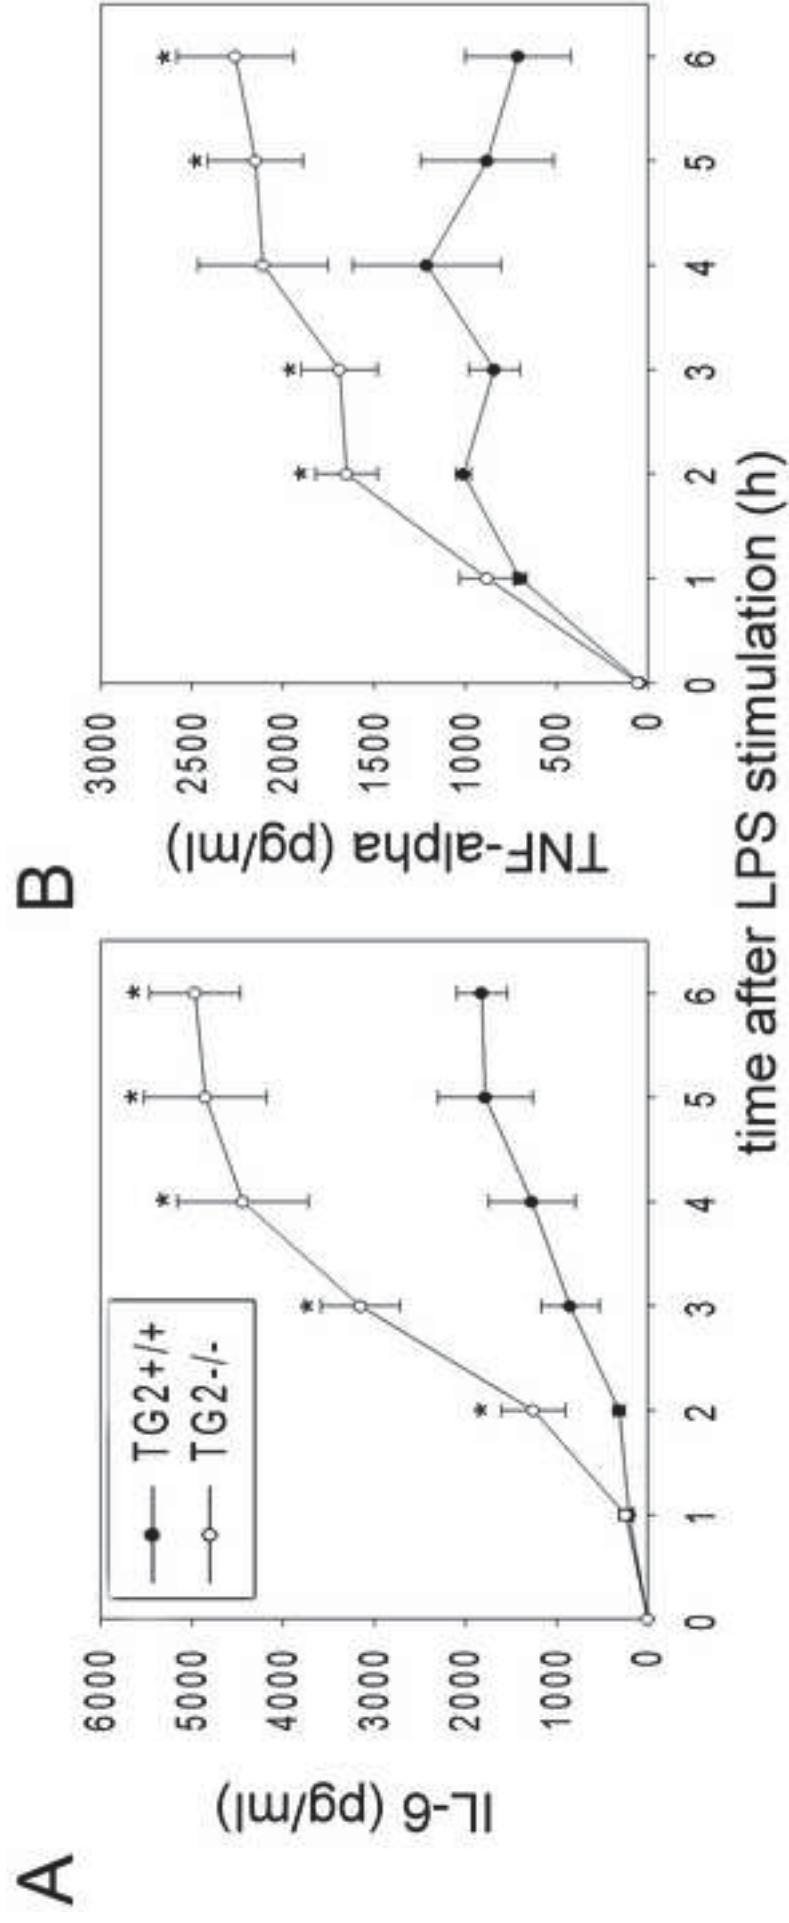 A
IL-6 (pg/ml)
6000
5000
4000
3000
2000
1000
0
TG2+/+
TG2-/-
*
*
*
*
*
0 1 2 3 4 5 6
B
TNF-alpha (pg/ml)
3000
2500
2000
1500
1000
500
0
*
*
*
*
0 1 2 3 4 5 6
time after LPS stimulation (h)